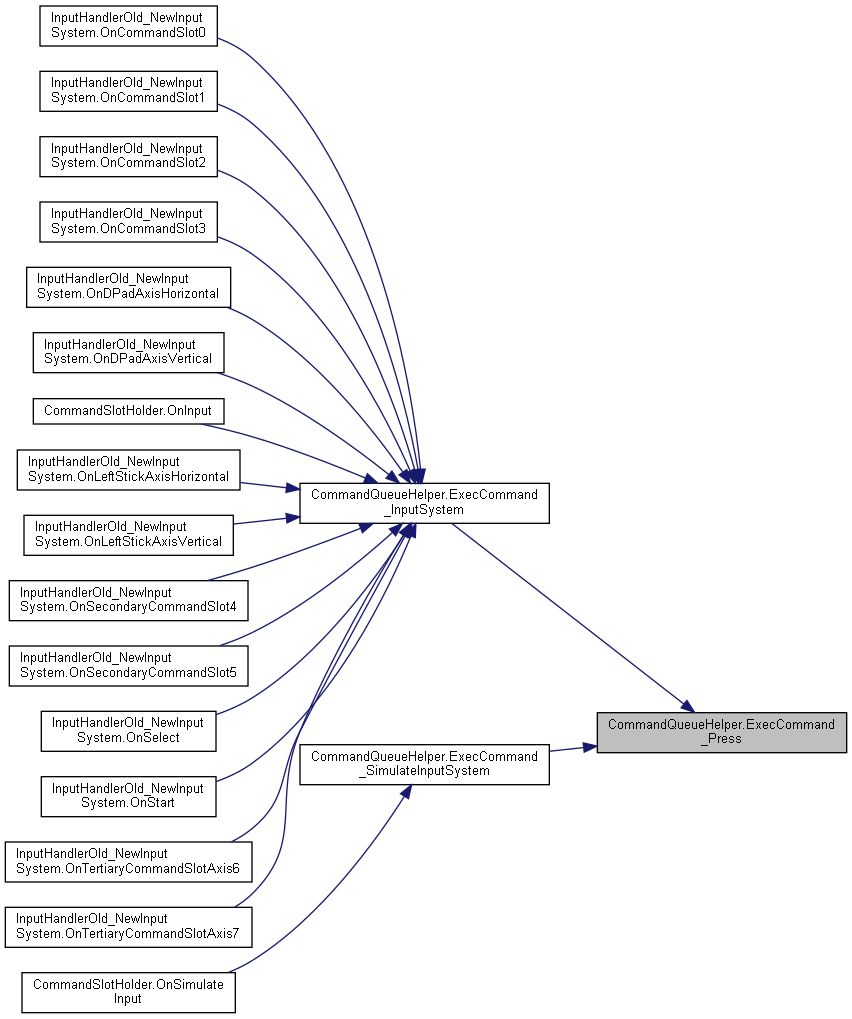 InputHandlerOld_NewInput
System.OnCommandSlot0
InputHandlerOld_NewInput
System.OnCommandSlot1
InputHandlerOld_NewInput
System.OnCommandSlot2
InputHandlerOld_NewInput
System.OnCommandSlot3
InputHandlerOld_NewInput
System.OnDPadAxisHorizontal
InputHandlerOld_NewInput
System.OnDPadAxisVertical
CommandSlotHolder.OnInput
InputHandlerOld_NewInput
System.OnLeftStickAxisHorizontal
CommandQueueHelper.ExecCommand
_InputSystem
InputHandlerOld_NewInput
System.OnLeftStickAxisVertical
InputHandlerOld_NewInput
System.OnSecondaryCommandSlot4
InputHandlerOld_NewInput
System.OnSecondaryCommandSlot5
InputHandlerOld_NewInput
System.OnSelect
CommandQueueHelper.ExecCommand
_Press
CommandQueueHelper.ExecCommand
_SimulateInputSystem
InputHandlerOld_NewInput
System.OnStart
InputHandlerOld_NewInput
System.OnTertiaryCommandSlotAxis6
InputHandlerOld_NewInput
System.OnTertiaryCommandSlotAxis7
CommandSlotHolder.OnSimulate
Input